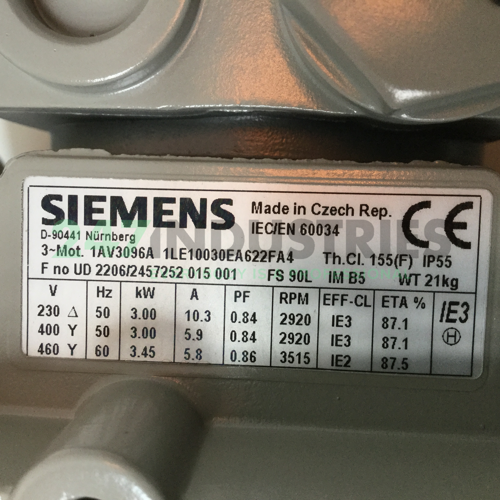 SIEMENS
Made in Czech Rep.
D-90441 Nürnberg
IEC/EN 60034
CE
3~Mot. 1AV3096A 1LE10030EA622FA4 Th.Cl. 155(F) IP55
F no UD 2206/2457252 015 001 FS 90L IM B5 WT 21kg
V Hz kW A PF RPM EFF-CL ETA % IE3
230 Δ 50 3.00 10.3 0.84 2920 IE3 87.1
400 Y 50 3.00 5.9 0.84 2920 IE3 87.1 H
460 Y 60 3.45 5.8 0.86 3515 IE2 87.5